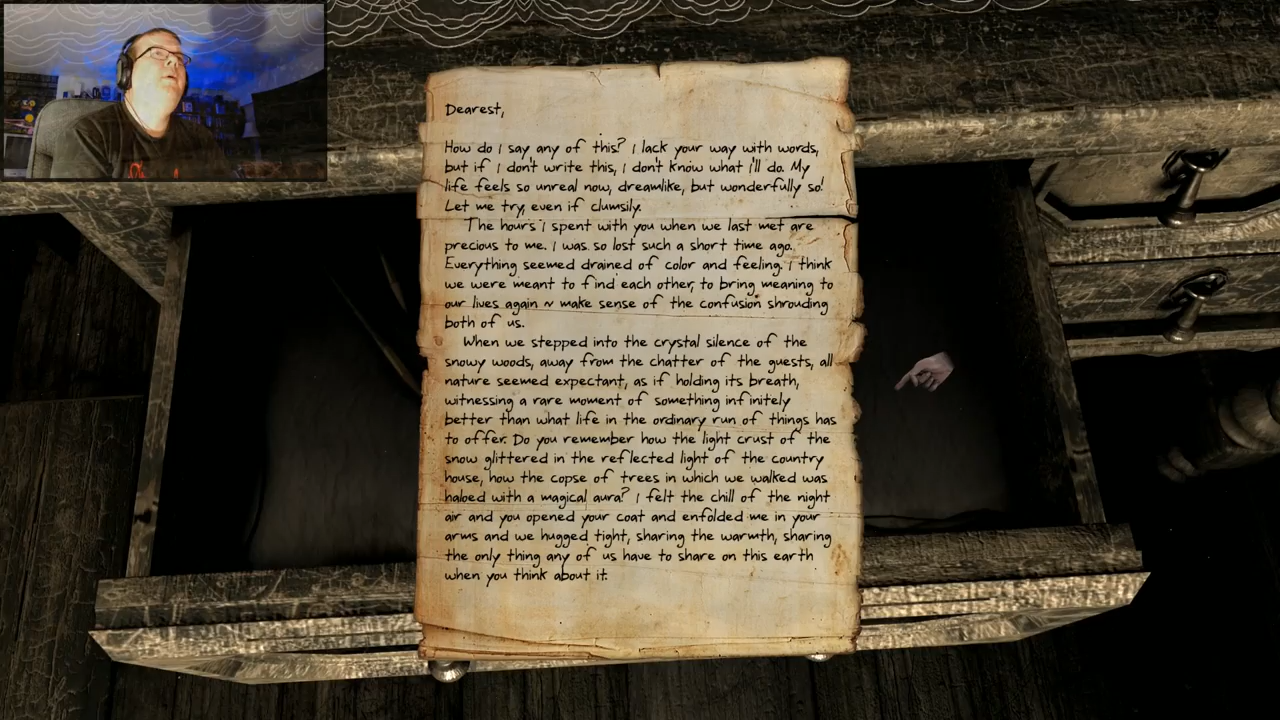 Dearest,
How do I say any of this? I lack your way with words,
but if I don't write this, I don't know what I'll do. My
life feels so unreal now, dreamlike, but wonderfully so!
Let me try, even if clumsily.
The hours I spent with you when we last met are
precious to me. I was so lost such a short time ago.
Everything seemed drained of color and feeling. I think
we were meant to find each other, to bring meaning to
our lives again ~ make sense of the confusion shrouding
both of us.
When we stepped into the crystal silence of the
snowy woods, away from the chatter of the guests, all
nature seemed expectant, as if holding its breath,
witnessing a rare moment of something infinitely
better than what life in the ordinary run of things has
to offer. Do you remember how the light crust of the
snow glittered in the reflected light of the country
house, how the copse of trees in which we walked was
haloed with a magical aura? I felt the chill of the night
air and you opened your coat and enfolded me in your
arms and we hugged tight, sharing the warmth, sharing
the only thing any of us have to share on this earth
when you think about it.